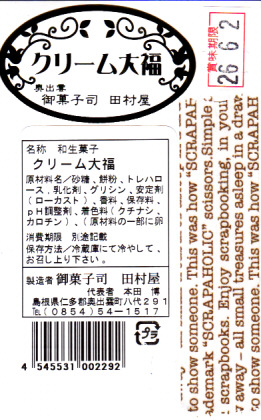 クリーム大福
奥出雲
御菓子司 田村屋
賞味期限
26.6.2
名称 和生菓子
クリーム大福
原材料名/砂糖、餅粉、トレハロ
ース、乳化剤、グリシン、安定剤
(ローカスト)、香料、保存料、
pH調整剤、着色料(クチナシ、
カロチン)、(原材料の一部に卵
消費期限 別途記載
保存方法/冷蔵庫にて冷やして、
お召し上り下さい。
製造者 御菓子司 田村屋
代表者 本田 博
島根県仁多郡奥出雲町八代291
TEL(0854)54-1517
プラ
4 545531 002292
to show someone. This was how "SCRAPAH
demark "SCRAPAHOLIC" scissors.Simple
scrapbooks. Enjoy scrapbooking, in your
away - all small treasures asleep in a draw
o show someone. This was how "SCRAPAH